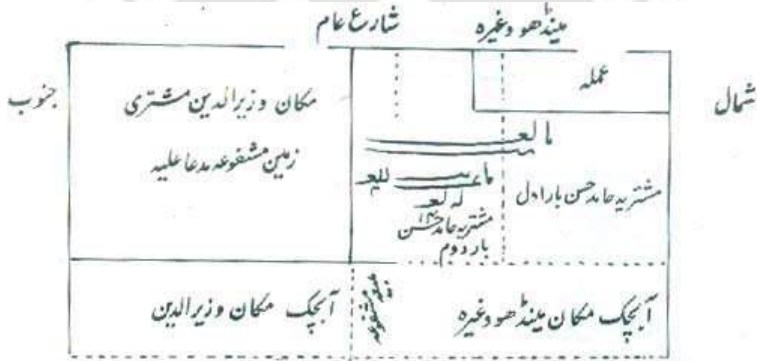 شارع عام
مینڈھو وغیرہ
عملہ
شمال
جنوب
مکان وزیرالدین مشتری
زمین مشفوعہ مدعا علیہ
مشتریہ حامد حسن بار اول
مشتریہ حامد حسن
بار دوم
آبچک مکان مینڈھو وغیرہ
آبچک مکان وزیرالدین